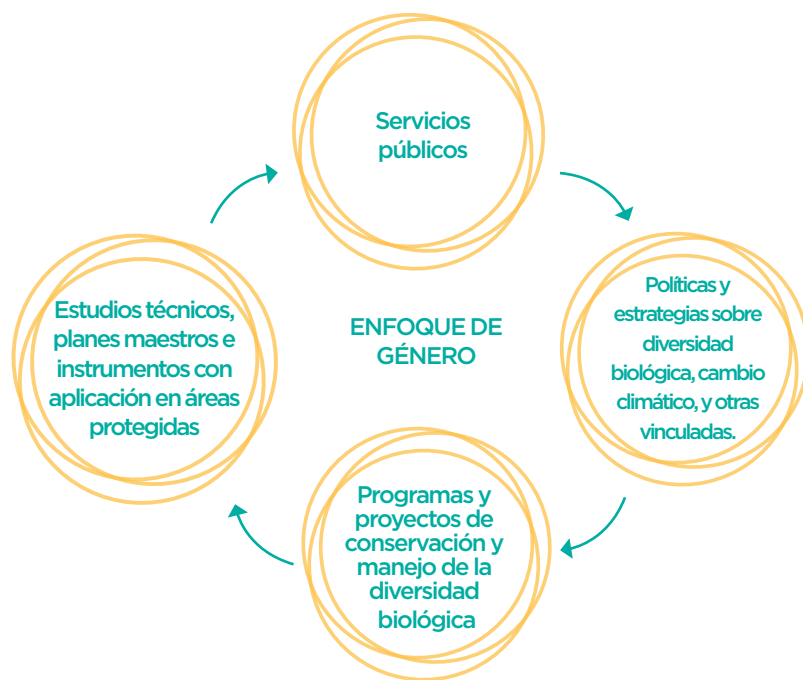 Servicios
públicos
Políticas y
estrategias sobre
diversidad
biológica, cambio
climático, y otras
vinculadas.
Programas y
proyectos de
conservación y
manejo de la
diversidad
biológica
Estudios técnicos,
planes maestros e
instrumentos con
aplicación en áreas
protegidas
ENFOQUE DE
GÉNERO